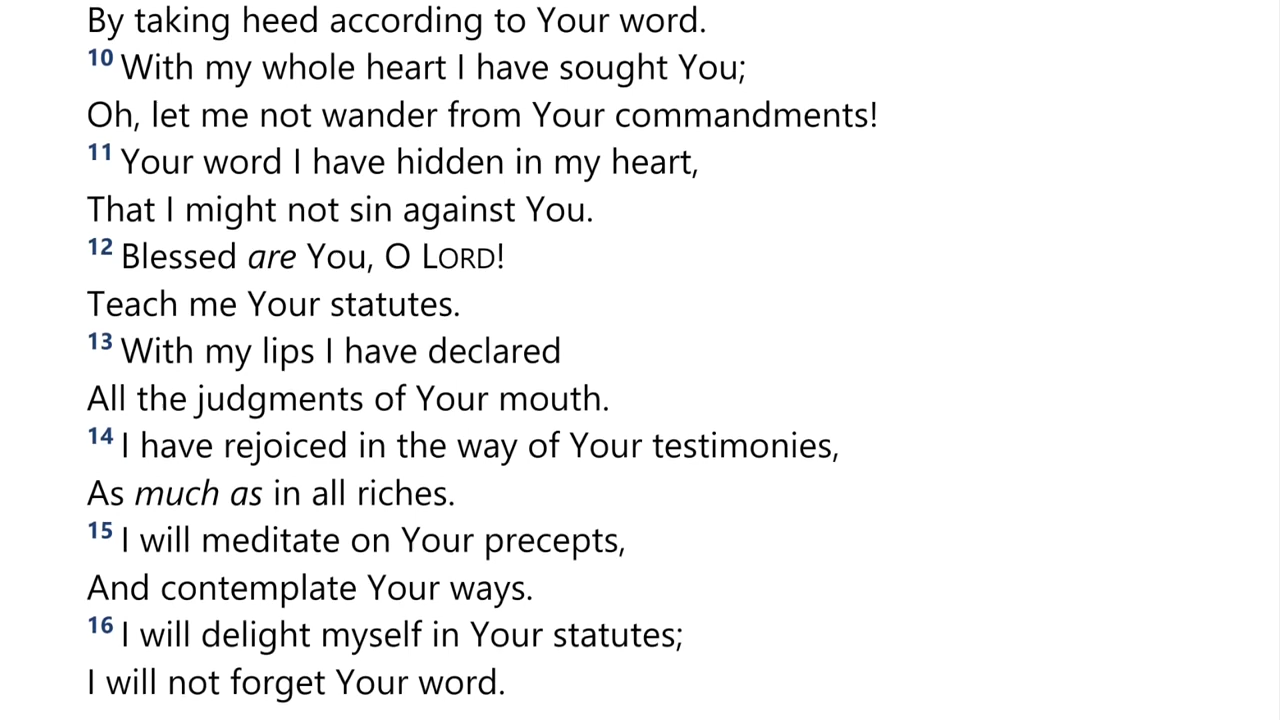 By taking heed according to Your word.
10 With my whole heart I have sought You;
Oh, let me not wander from Your commandments!
11 Your word I have hidden in my heart,
That I might not sin against You.
12 Blessed are You, O LORD!
Teach me Your statutes.
13 With my lips I have declared
All the judgments of Your mouth.
14 I have rejoiced in the way of Your testimonies,
As much as in all riches.
15 I will meditate on Your precepts,
And contemplate Your ways.
16 I will delight myself in Your statutes;
I will not forget Your word.